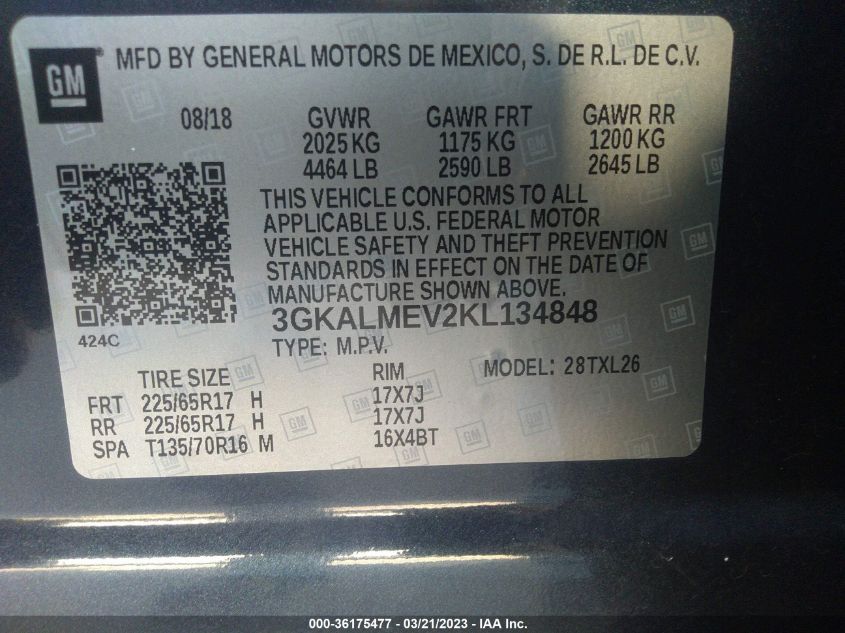 GM
MFD BY GENERAL MOTORS DE MEXICO, S. DE R.L. DE C.V.
08/18 GVWR GAWR FRT GAWR RR
2025 KG 1175 KG 1200 KG
4464 LB 2590 LB 2645 LB
THIS VEHICLE CONFORMS TO ALL
APPLICABLE U.S. FEDERAL MOTOR
VEHICLE SAFETY AND THEFT PREVENTION
STANDARDS IN EFFECT ON THE DATE OF
MANUFACTURE SHOWN ABOVE.
3GKALMEV2KL134848
424C
TYPE: M.P.V.
MODEL: 28TXL26
TIRE SIZE RIM
FRT 225/65R17 H 17X7J
RR 225/65R17 H 17X7J
SPA T135/70R16 M 16X4BT
000-36175477 - 03/21/2023 - IAA Inc.